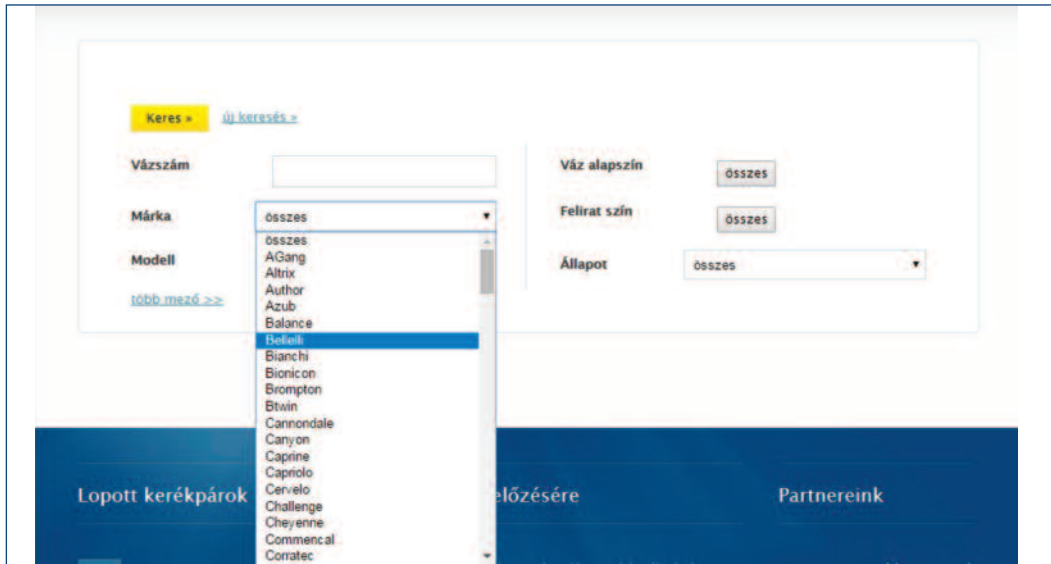 Keres »
új keresés »
Vázszám
Márka
összes
összes
AGang
Altrix
Author
Azub
Balance
Bellelli
Bianchi
Bionicon
Brompton
Btwin
Cannondale
Canyon
Caprine
Capriolo
Cervelo
Challenge
Cheyenne
Commencal
Corratec
Modell
több mező >>
Váz alapszín
összes
Felirat szín
összes
Állapot
összes
Lopott kerékpárok
előzésére
Partnereink